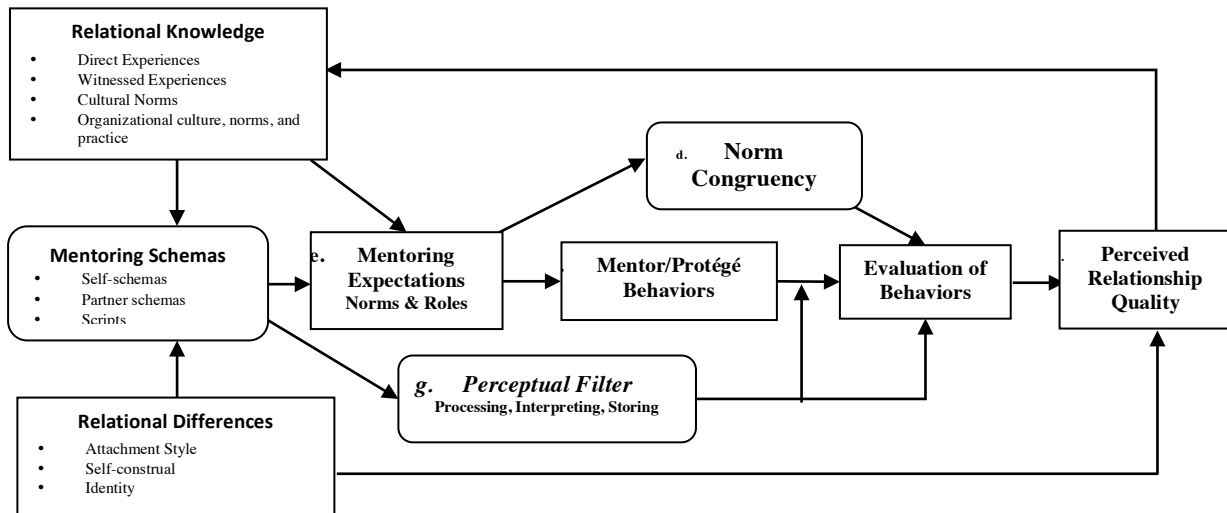 Relational Knowledge
• Direct Experiences
• Witnessed Experiences
• Cultural Norms
• Organizational culture, norms, and
practice
d. Norm
Congruency
Mentoring Schemas
• Self-schemas
• Partner schemas
• Scripts
e. Mentoring
Expectations
Norms & Roles
. Mentor/Protégé
Behaviors
Evaluation of
Behaviors
. Perceived
Relationship
Quality
g. Perceptual Filter
Processing, Interpreting, Storing
Relational Differences
• Attachment Style
• Self-construal
• Identity